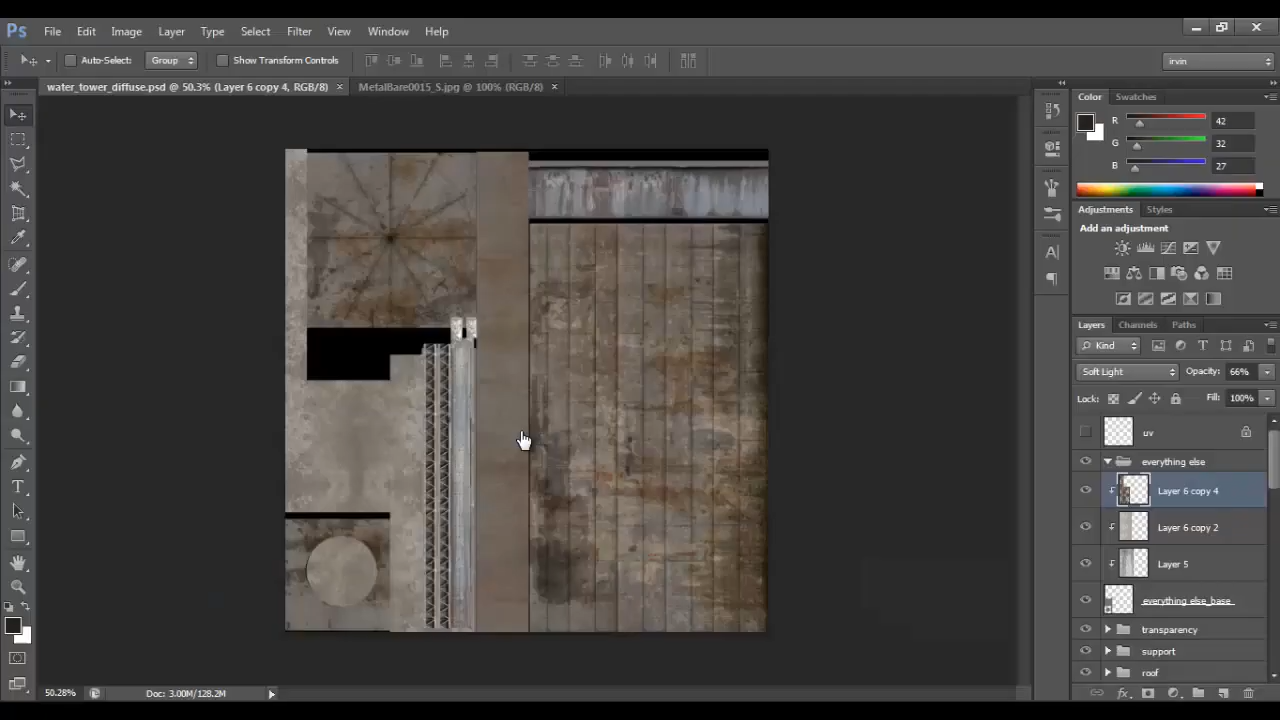 Ps File Edit Image Layer Type Select Filter View Window Help
Auto-Select: Group Show Transform Controls irvin
water_tower_diffuse.psd @ 50.3% (Layer 6 copy 4, RGB/8) × MetalBare0015_S.jpg @ 100% (RGB/8) ×
Color Swatches
R 42
G 32
B 27
Adjustments Styles
Add an adjustment
Layers Channels Paths
Kind
Soft Light Opacity: 66%
Lock: Fill: 100%
uv
everything else
Layer 6 copy 4
Layer 6 copy 2
Layer 5
everything else_base
transparency
support
roof
50.28% Doc: 3.00M/128.2M